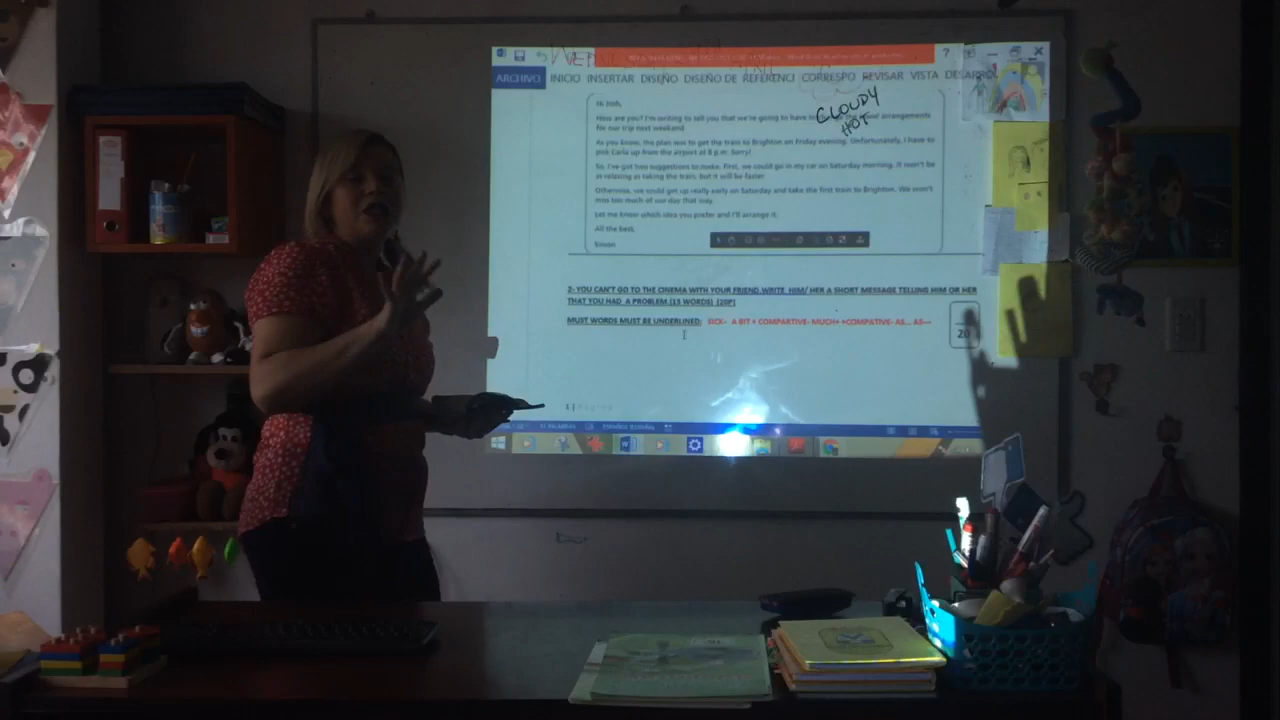 ARCHIVO INICIO INSERTAR DISEÑO DISEÑO DE REFERENCI CORRESPO REVISAR VISTA DESARRO
CLOUDY
HOT
Hi Josh,
How are you? I'm writing to tell you that we're going to have to the travel arrangements
for our trip next weekend.
As you know, the plan was to get the train to Brighton on Friday evening. Unfortunately, I have to
pick Carla up from the airport at 8 p.m. Sorry!
So, I've got two suggestions to make. First, we could go in my car on Saturday morning. It won't be
as relaxing as taking the train, but it will be faster.
Otherwise, we could get up really early on Saturday and take the first train to Brighton. We won't
miss too much of our day that way.
Let me know which idea you prefer and I'll arrange it.
All the best,
Simon
2- YOU CAN'T GO TO THE CINEMA WITH YOUR FRIEND.WRITE HIM/ HER A SHORT MESSAGE TELLING HIM OR HER
THAT YOU HAD A PROBLEM.(15 WORDS) (20P)
MUST WORDS MUST BE UNDERLINED: SICK- A BIT + COMPARTIVE- MUCH+ +COMPATIVE- AS... AS---
20